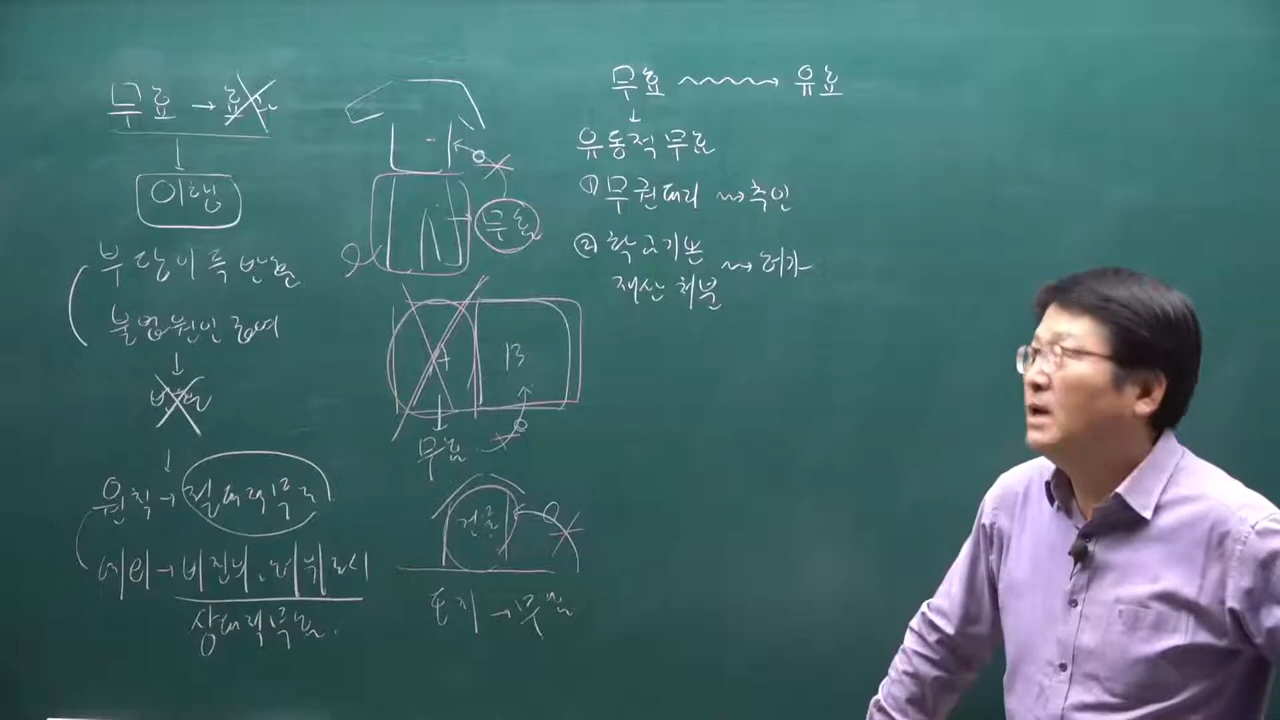 무효 → 효과
이행
부당이득 반환
불법원인 급여
반환
원칙 → 절대적 무효
예외 → 비진의, 허위표시
상대적 무효.
무효
A B
무효
건물
토지 →
무효 → 유효
유동적 무효
① 무권대리 → 추인
② 학교기본
재산 처분 → 허가